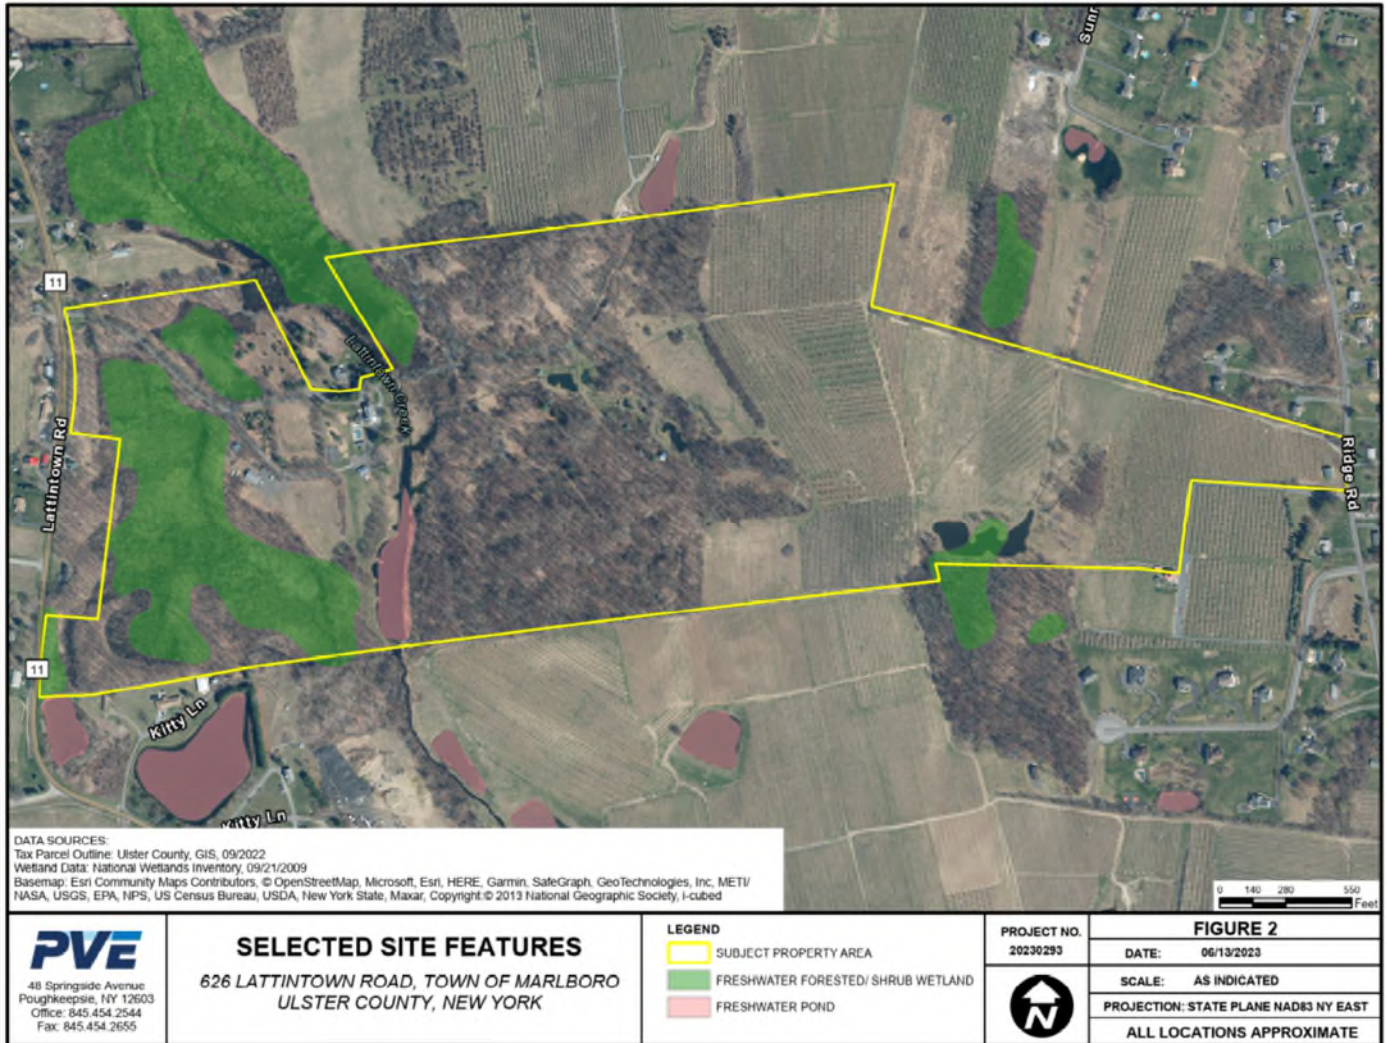 Sunr
11
Lattintown Creek
Lattintown Rd
Ridge Rd
11
Kitty Ln
Kitty Ln
DATA SOURCES:
Tax Parcel Outline: Ulster County, GIS, 09/2022
Wetland Data: National Wetlands Inventory, 09/21/2009
Basemap: Esri Community Maps Contributors, © OpenStreetMap, Microsoft, Esri, HERE, Garmin, SafeGraph, GeoTechnologies, Inc, METI/
NASA, USGS, EPA, NPS, US Census Bureau, USDA, New York State, Maxar, Copyright:© 2013 National Geographic Society, i-cubed
0 140 280 550
Feet
PVE
48 Springside Avenue
Poughkeepsie, NY 12603
Office: 845.454.2544
Fax: 845.454.2655
SELECTED SITE FEATURES
626 LATTINTOWN ROAD, TOWN OF MARLBORO
ULSTER COUNTY, NEW YORK
LEGEND
SUBJECT PROPERTY AREA
FRESHWATER FORESTED/ SHRUB WETLAND
FRESHWATER POND
PROJECT NO.
20230293
N
FIGURE 2
DATE: 06/13/2023
SCALE: AS INDICATED
PROJECTION: STATE PLANE NAD83 NY EAST
ALL LOCATIONS APPROXIMATE